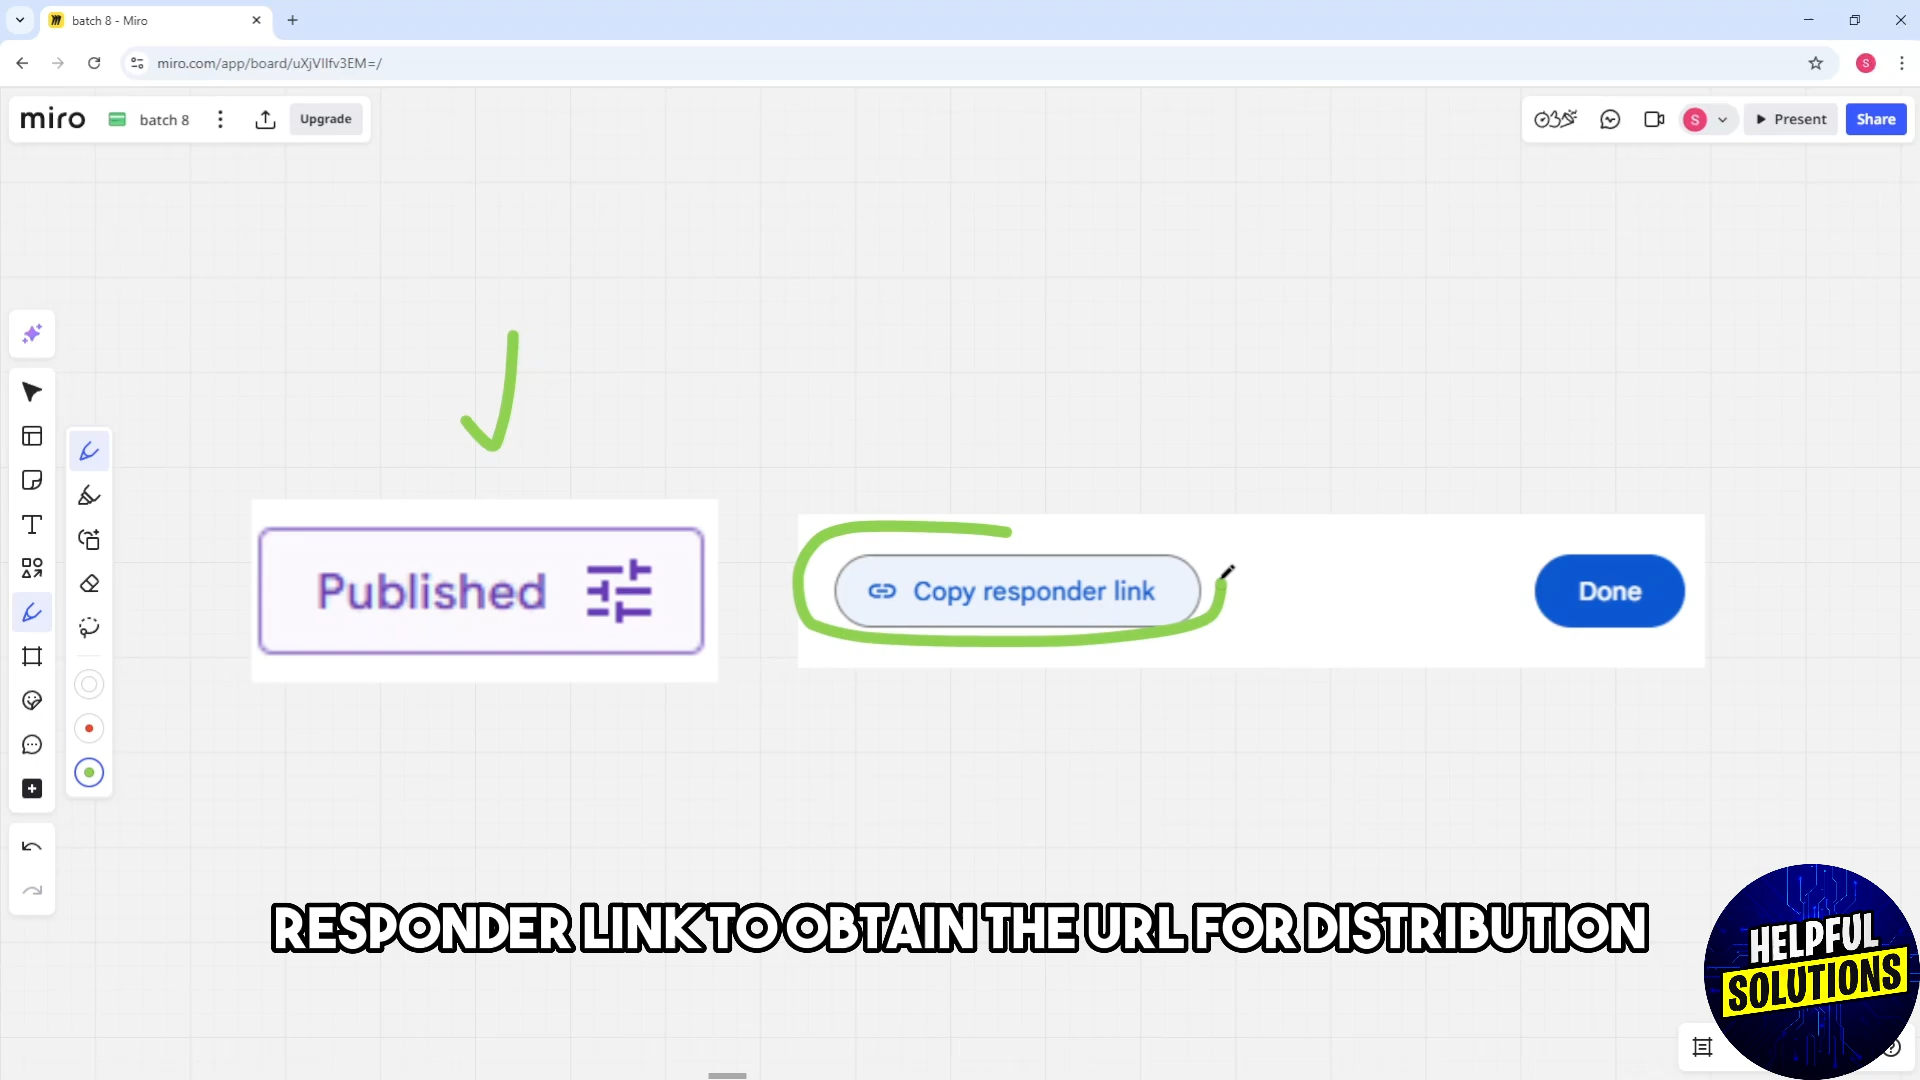 batch 8 - Miro
miro.com/app/board/uXjVIIfv3EM=/
miro
batch 8
Upgrade
S
Present
Share
Published
Copy responder link
Done
RESPONDER LINK TO OBTAIN THE URL FOR DISTRIBUTION
HELPFUL
SOLUTIONS